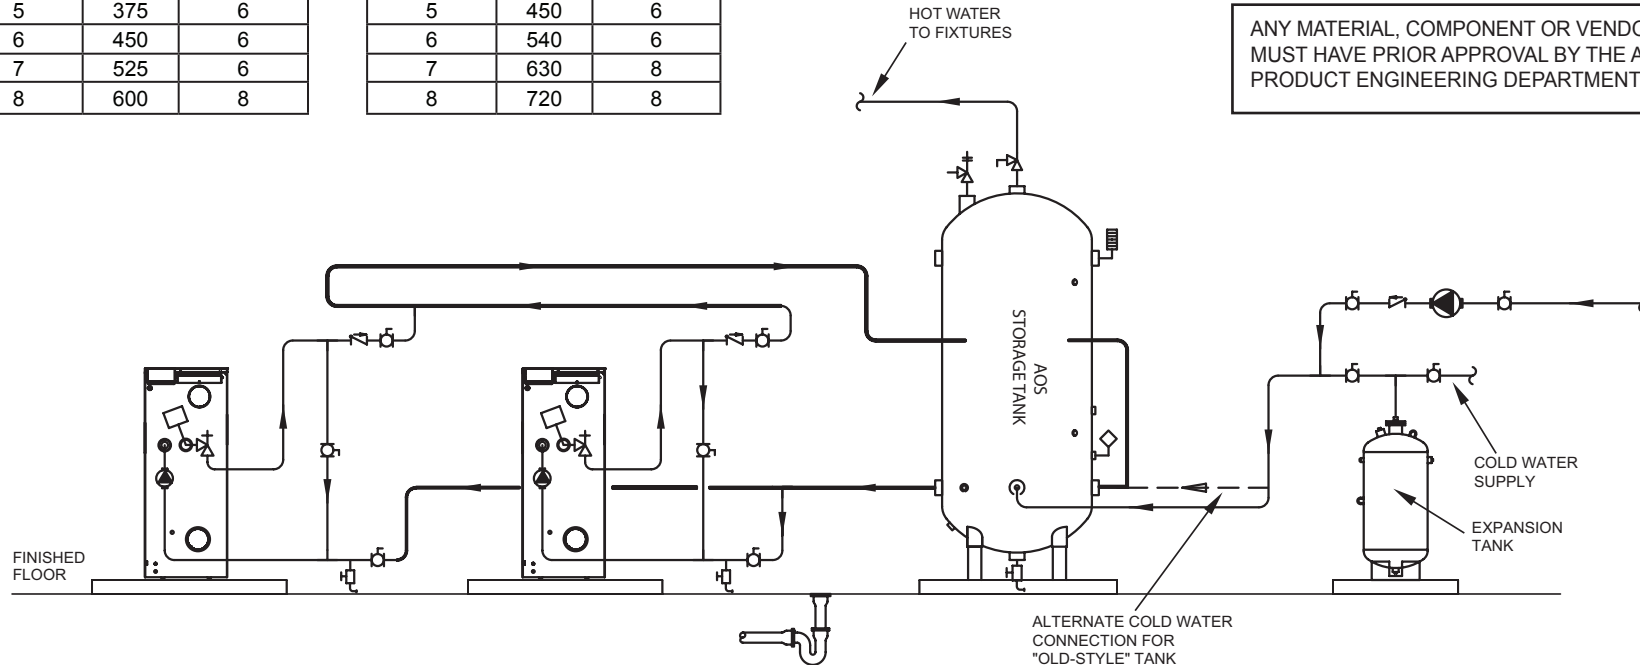 5 375 6
6 450 6
7 525 6
8 600 8
5 450 6
6 540 6
7 630 8
8 720 8
HOT WATER
TO FIXTURES
ANY MATERIAL, COMPONENT OR
MUST HAVE PRIOR APPROVAL BY THE
PRODUCT ENGINEERING DEPARTMENT
AOS
STORAGE TANK
COLD WATER
SUPPLY
EXPANSION
TANK
FINISHED
FLOOR
ALTERNATE COLD WATER
CONNECTION FOR
"OLD-STYLE" TANK